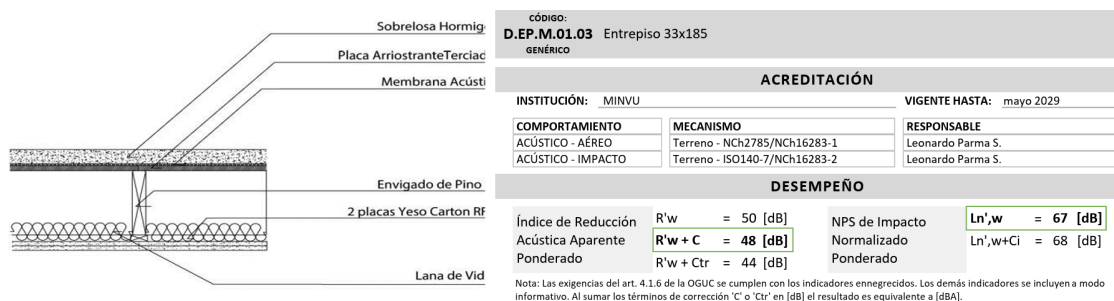 Sobrelosa Hormig
Placa ArriostranteTerciad
Membrana Acústi
Envigado de Pino
2 placas Yeso Carton RF
Lana de Vid
CÓDIGO:
D.EP.M.01.03 Entrepiso 33x185
GENÉRICO
ACREDITACIÓN
INSTITUCIÓN: MINVU VIGENTE HASTA: mayo 2029
COMPORTAMIENTO MECANISMO RESPONSABLE
ACÚSTICO - AÉREO Terreno - NCh2785/NCh16283-1 Leonardo Parma S.
ACÚSTICO - IMPACTO Terreno - ISO140-7/NCh16283-2 Leonardo Parma S.
DESEMPEÑO
Índice de Reducción Acústica Aparente Ponderado
R'w = 50 [dB]
R'w + C = 48 [dB]
R'w + Ctr = 44 [dB]
NPS de Impacto Normalizado Ponderado
Ln',w = 67 [dB]
Ln',w+Ci = 68 [dB]
Nota: Las exigencias del art. 4.1.6 de la OGUC se cumplen con los indicadores ennegrecidos. Los demás indicadores se incluyen a modo
informativo. Al sumar los términos de corrección 'C' o 'Ctr' en [dB] el resultado es equivalente a [dBA].